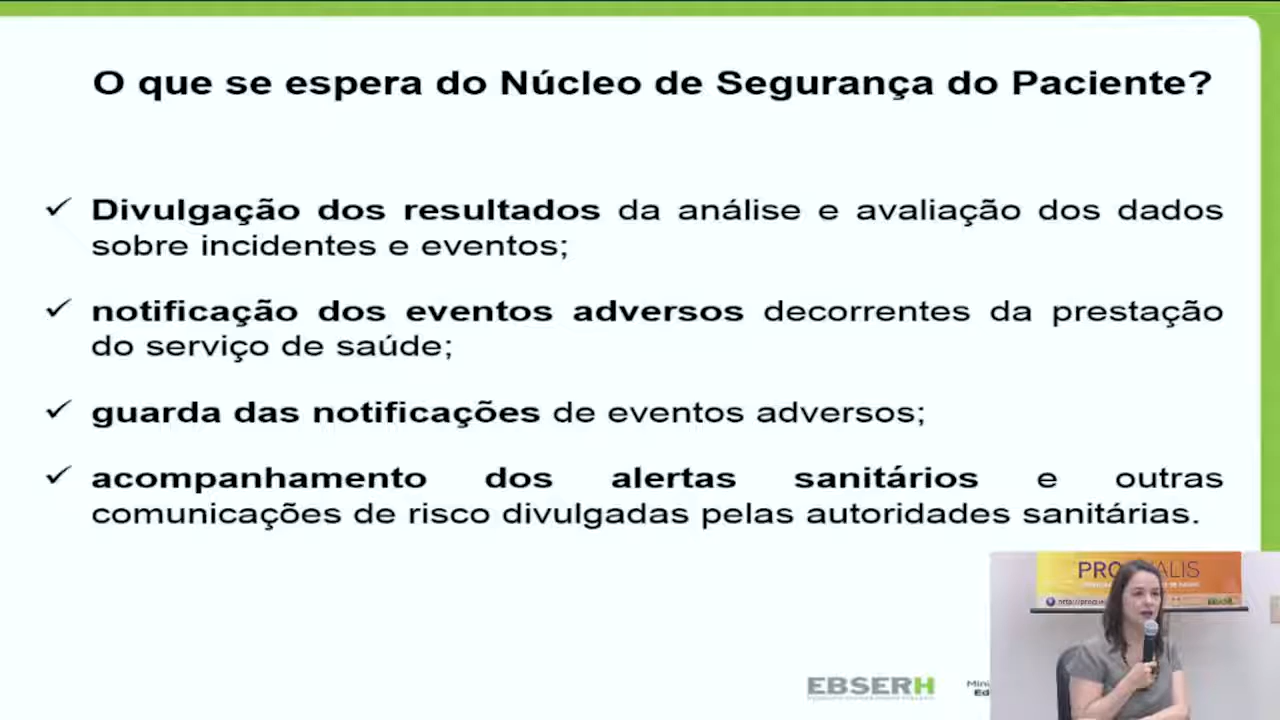 O que se espera do Núcleo de Segurança do Paciente?
✓ Divulgação dos resultados da análise e avaliação dos dados
sobre incidentes e eventos;
✓ notificação dos eventos adversos decorrentes da prestação
do serviço de saúde;
✓ guarda das notificações de eventos adversos;
✓ acompanhamento dos alertas sanitários e outras
comunicações de risco divulgadas pelas autoridades sanitárias.
EBSERH